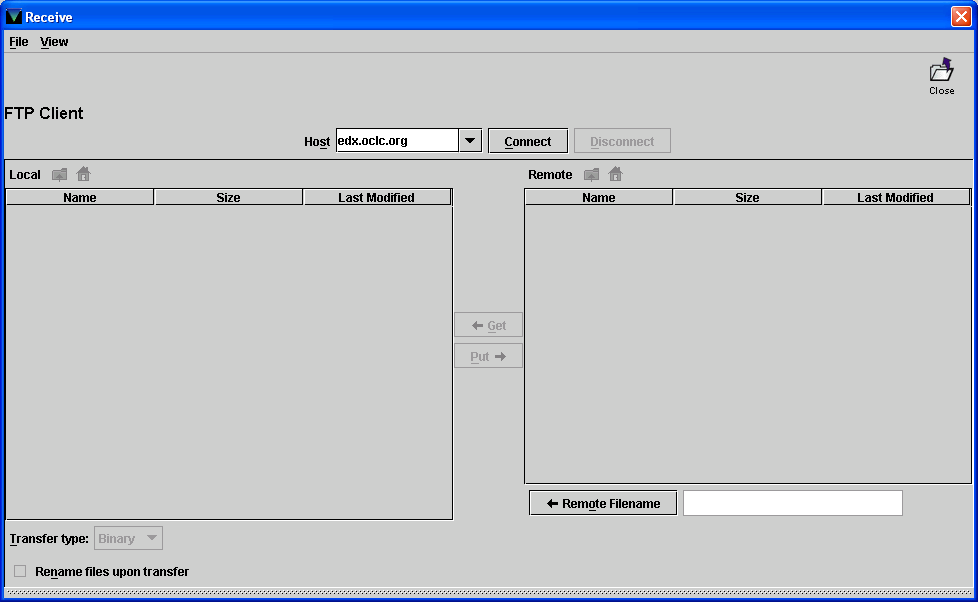 Receive
File View
Close
FTP Client
Host edx.oclc.org Connect Disconnect
Local Remote
Name Size Last Modified Name Size Last Modified
Get
Put
Remote Filename
Transfer type: Binary
Rename files upon transfer